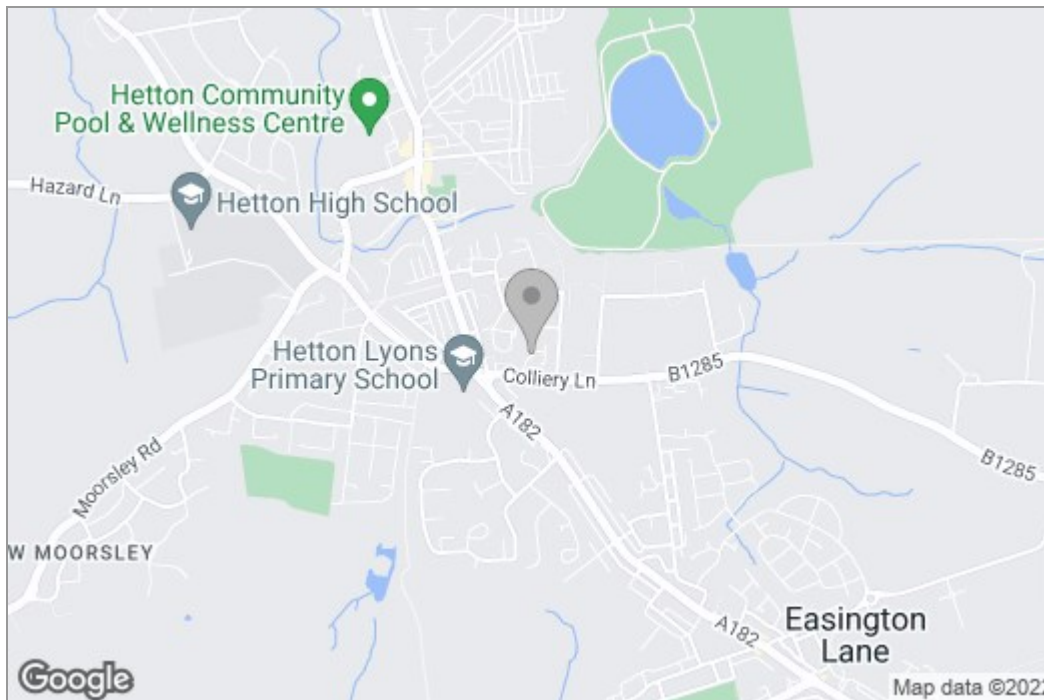 Hetton Community
Pool & Wellness Centre
Hazard Ln
Hetton High School
Hetton Lyons
Primary School
Colliery Ln
B1285
A182
B1285
Moorsley Rd
W MOORSLEY
Easington
Lane
A182
Google
Map data ©2022